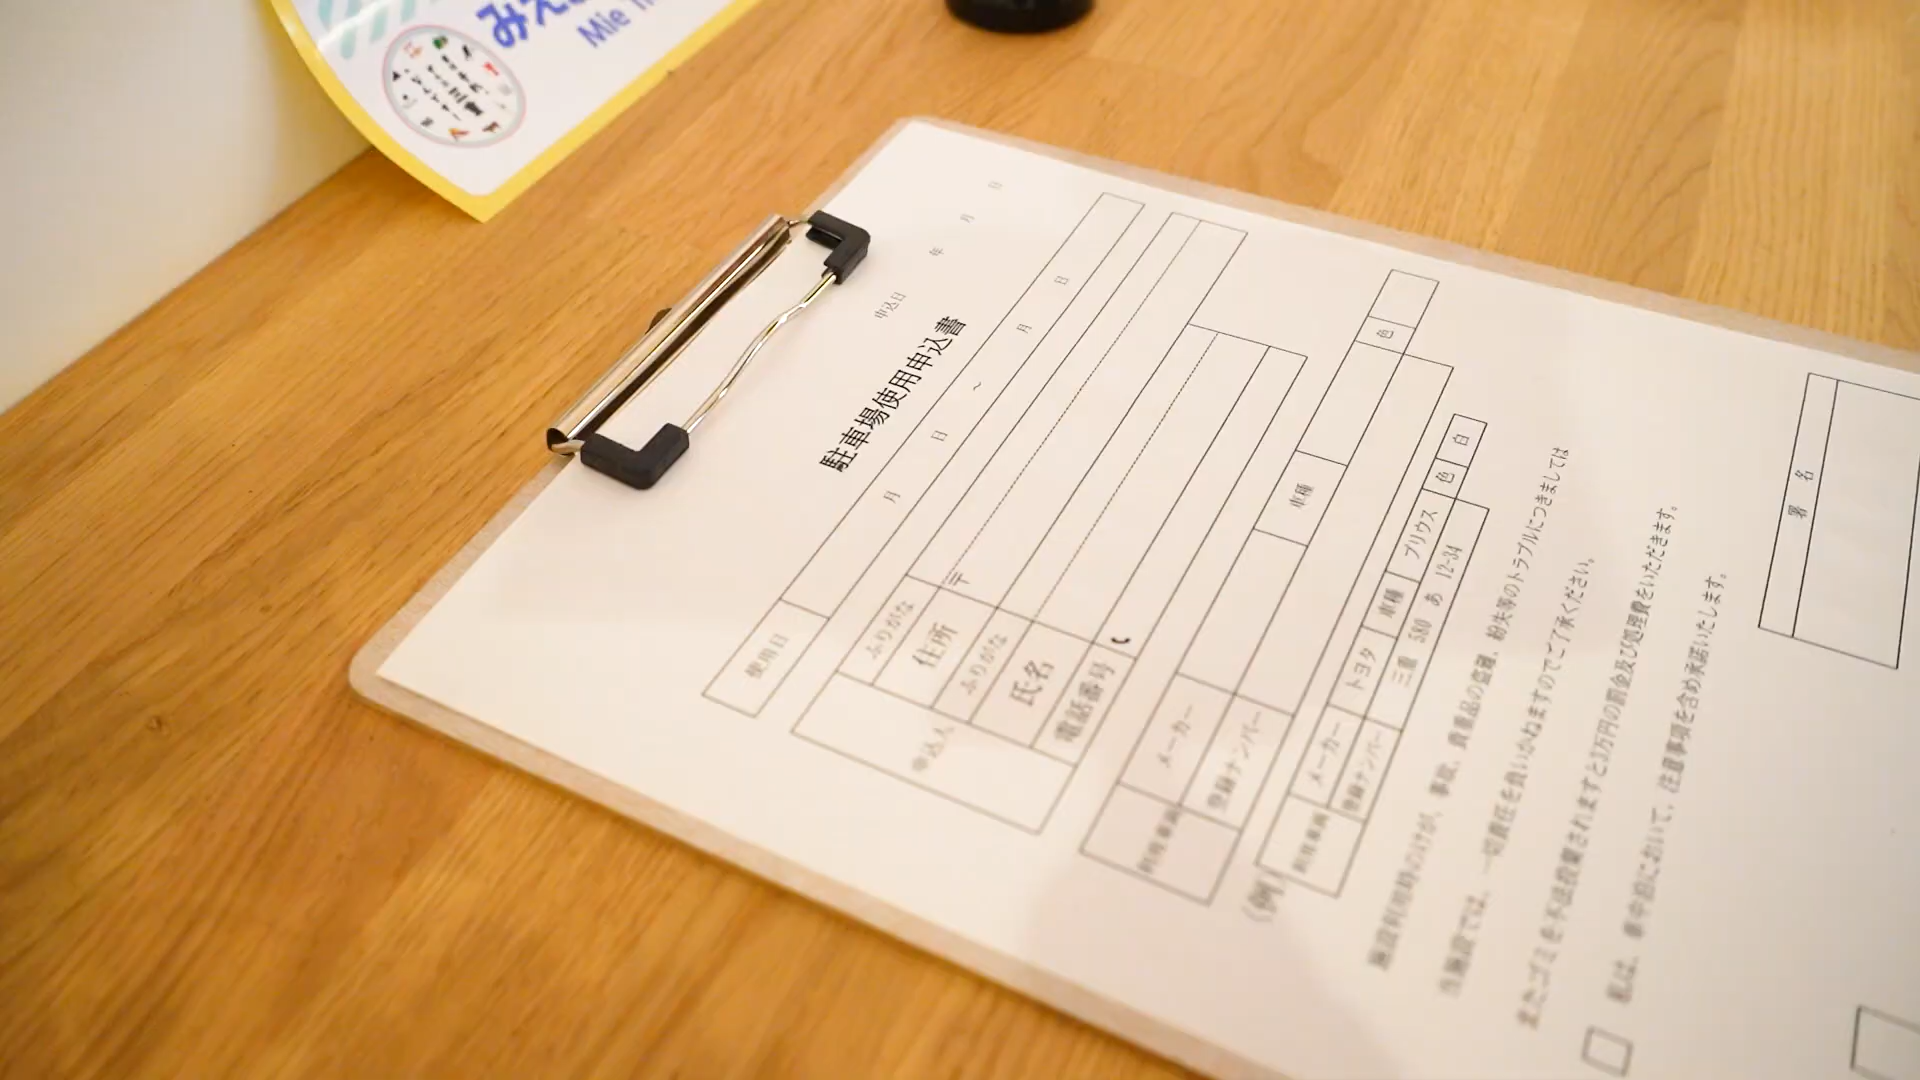 みえ
Mie
駐車場使用申込書
申込日 年 月 日
使用日 月 日 ~ 月 日
申込人
ふりがな
住所 〒
ふりがな
氏名
電話番号
利用車両
メーカー 車種 色
登録ナンバー
(例)
利用車両
メーカー トヨタ 車種 プリウス 色 白
登録ナンバー 三重 580 あ 12-34
施設利用時のけが、事故、貴重品の盗難、紛失等のトラブルにつきましては
当施設では、一切責任を負いかねますのでご了承ください。
またゴミを不法投棄されますと3万円の罰金及び処理費をいただきます。
私は、車中泊において、注意事項を含め承諾いたします。
署名